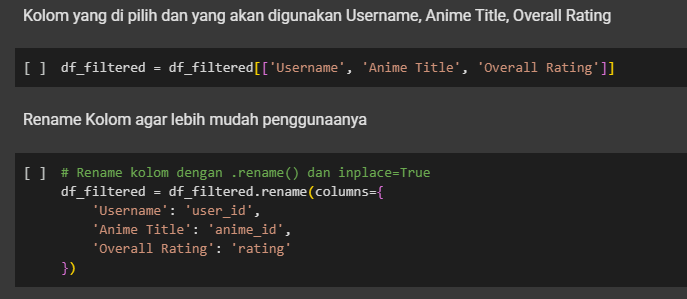 Kolom yang di pilih dan yang akan digunakan Username, Anime Title, Overall Rating
[ ] df_filtered = df_filtered[['Username', 'Anime Title', 'Overall Rating']]
Rename Kolom agar lebih mudah penggunaanya
[ ] # Rename kolom dengan .rename() dan inplace=True
df_filtered = df_filtered.rename(columns={
'Username': 'user_id',
'Anime Title': 'anime_id',
'Overall Rating': 'rating'
})